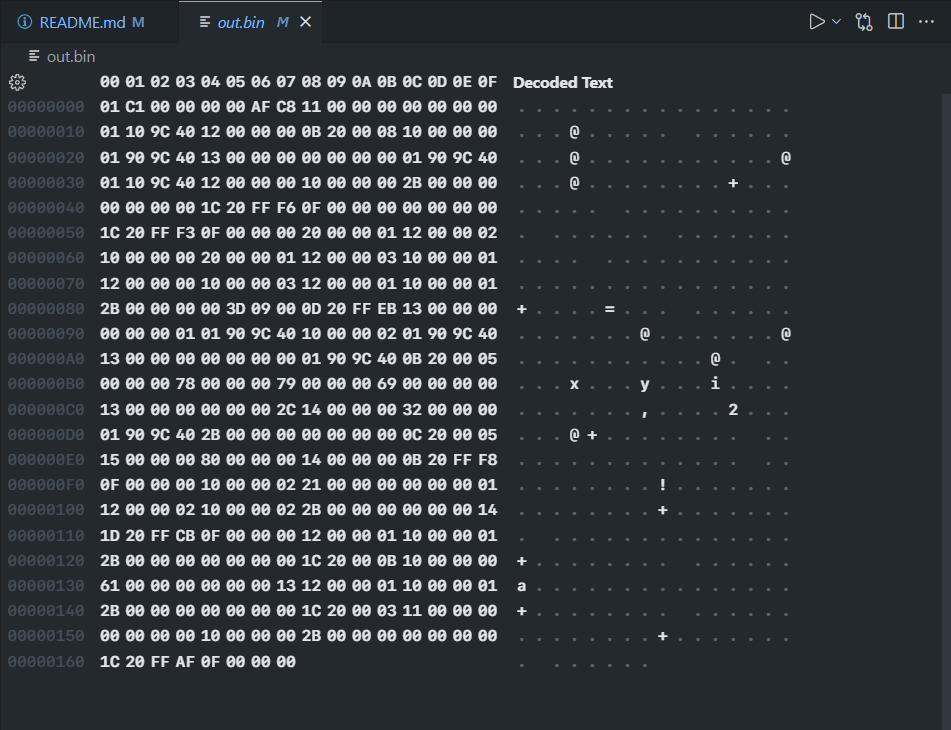 README.md M out.bin M
out.bin
00 01 02 03 04 05 06 07 08 09 0A 0B 0C 0D 0E 0F Decoded Text
00000000 01 C1 00 00 00 00 AF C8 11 00 00 00 00 00 00 00 . . . . . . . . . . . . . .
00000010 01 10 9C 40 12 00 00 00 0B 20 00 08 10 00 00 00 . . . @ . . . . . . . . . . .
00000020 01 90 9C 40 13 00 00 00 00 00 00 00 01 90 9C 40 . . . @ . . . . . . . . . . . @
00000030 01 10 9C 40 12 00 00 00 10 00 00 00 2B 00 00 00 . . . @ . . . . . . . . + . . .
00000040 00 00 00 00 1C 20 FF F6 0F 00 00 00 00 00 00 00 . . . . . . . . . . . . . . .
00000050 1C 20 FF F3 0F 00 00 00 20 00 00 01 12 00 00 02 . . . . . . . . . . . . . .
00000060 10 00 00 00 20 00 00 01 12 00 00 03 10 00 00 01 . . . . . . . . . . . . . . .
00000070 12 00 00 00 10 00 00 03 12 00 00 01 10 00 00 01 . . . . . . . . . . . . . . . .
00000080 2B 00 00 00 00 3D 09 00 0D 20 FF EB 13 00 00 00 + . . . . = . . . . . . . . .
00000090 00 00 00 01 01 90 9C 40 10 00 00 02 01 90 9C 40 . . . . . . . @ . . . . . . . @
000000A0 13 00 00 00 00 00 00 00 01 90 9C 40 0B 20 00 05 . . . . . . . . . . . @ . . .
000000B0 00 00 00 78 00 00 00 79 00 00 00 69 00 00 00 00 . . . x . . . y . . . i . . . .
000000C0 13 00 00 00 00 00 00 00 2C 14 00 00 00 32 00 00 00 . . . . . . . , . . . . 2 . . .
000000D0 01 90 9C 40 2B 00 00 00 00 00 00 00 0C 20 00 05 . . . @ + . . . . . . . . . .
000000E0 15 00 00 00 80 00 00 00 14 00 00 00 0B 20 FF F8 . . . . . . . . . . . . . . .
000000F0 0F 00 00 00 10 00 00 02 21 00 00 00 00 00 00 01 . . . . . . . . ! . . . . . . .
00000100 12 00 00 02 10 00 00 02 2B 00 00 00 00 00 00 14 . . . . . . . . + . . . . . . .
00000110 1D 20 FF CB 0F 00 00 00 12 00 00 01 10 00 00 01 . . . . . . . . . . . . . . .
00000120 2B 00 00 00 00 00 00 00 1C 20 00 0B 10 00 00 00 + . . . . . . . . . . . . . .
00000130 61 00 00 00 00 00 00 13 12 00 00 01 10 00 00 01 a . . . . . . . . . . . . . . .
00000140 2B 00 00 00 00 00 00 00 1C 20 00 03 11 00 00 00 + . . . . . . . . . . . . . .
00000150 00 00 00 00 10 00 00 00 2B 00 00 00 00 00 00 00 . . . . . . . . + . . . . . . .
00000160 1C 20 FF AF 0F 00 00 00 . . . . . . .